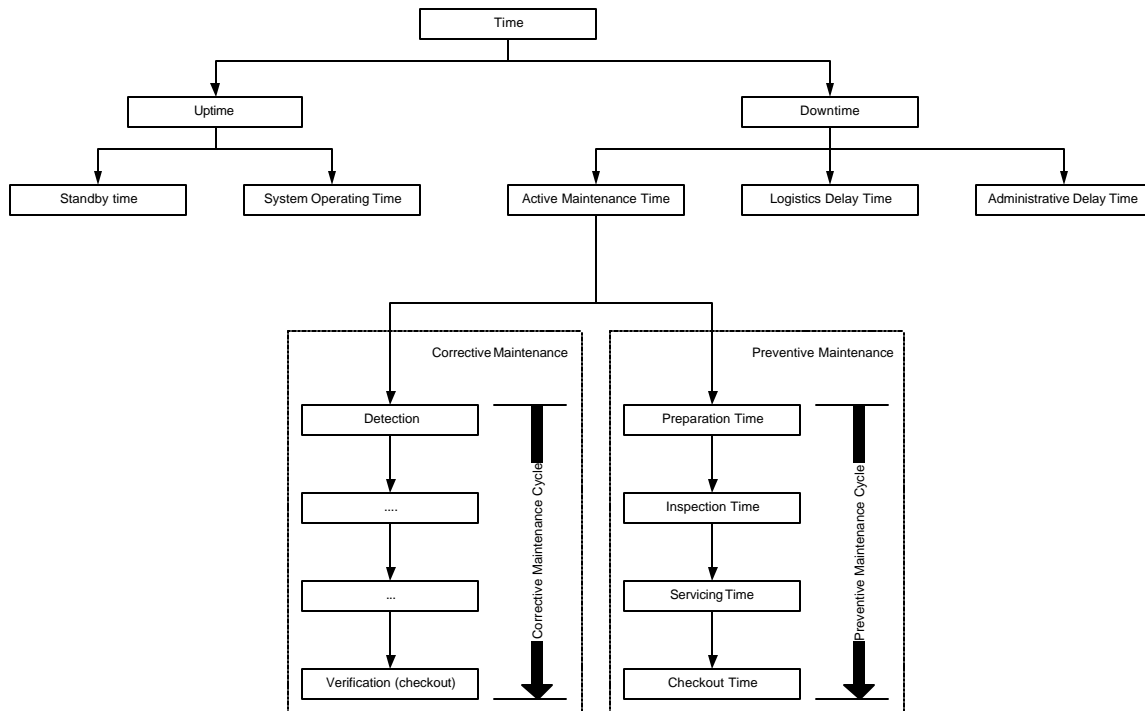 Time
Uptime
Downtime
Standby time
System Operating Time
Active Maintenance Time
Logistics Delay Time
Administrative Delay Time
Corrective Maintenance
Preventive Maintenance
Detection
....
...
Verification (checkout)
Corrective Maintenance Cycle
Preparation Time
Inspection Time
Servicing Time
Checkout Time
Preventive Maintenance Cycle